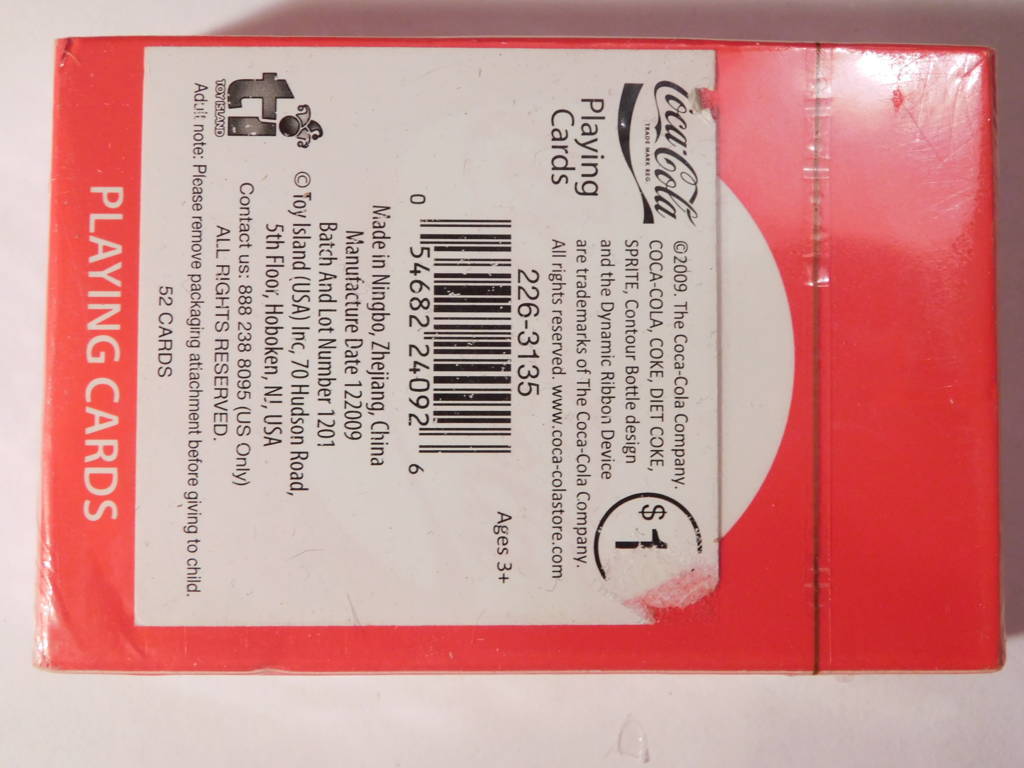 Coca-Cola
TRADE MARK REG.
Playing
Cards
©2009. The Coca-Cola Company.
COCA-COLA, COKE, DIET COKE,
SPRITE, Contour Bottle design
and the Dynamic Ribbon Device
are trademarks of The Coca-Cola Company.
All rights reserved. www.coca-colastore.com
$1
226-3135
Ages 3+
0 54682 24092 6
Made in Ningbo, Zhejiang, China
Manufacture Date 122009
Batch And Lot Number 1201
© Toy Island (USA) Inc, 70 Hudson Road,
5th Floor, Hoboken, NJ, USA
ti
TOY ISLAND
Contact us: 888 238 8095 (US Only)
ALL RIGHTS RESERVED.
Adult note: Please remove packaging attachment before giving to child.
52 CARDS
PLAYING CARDS